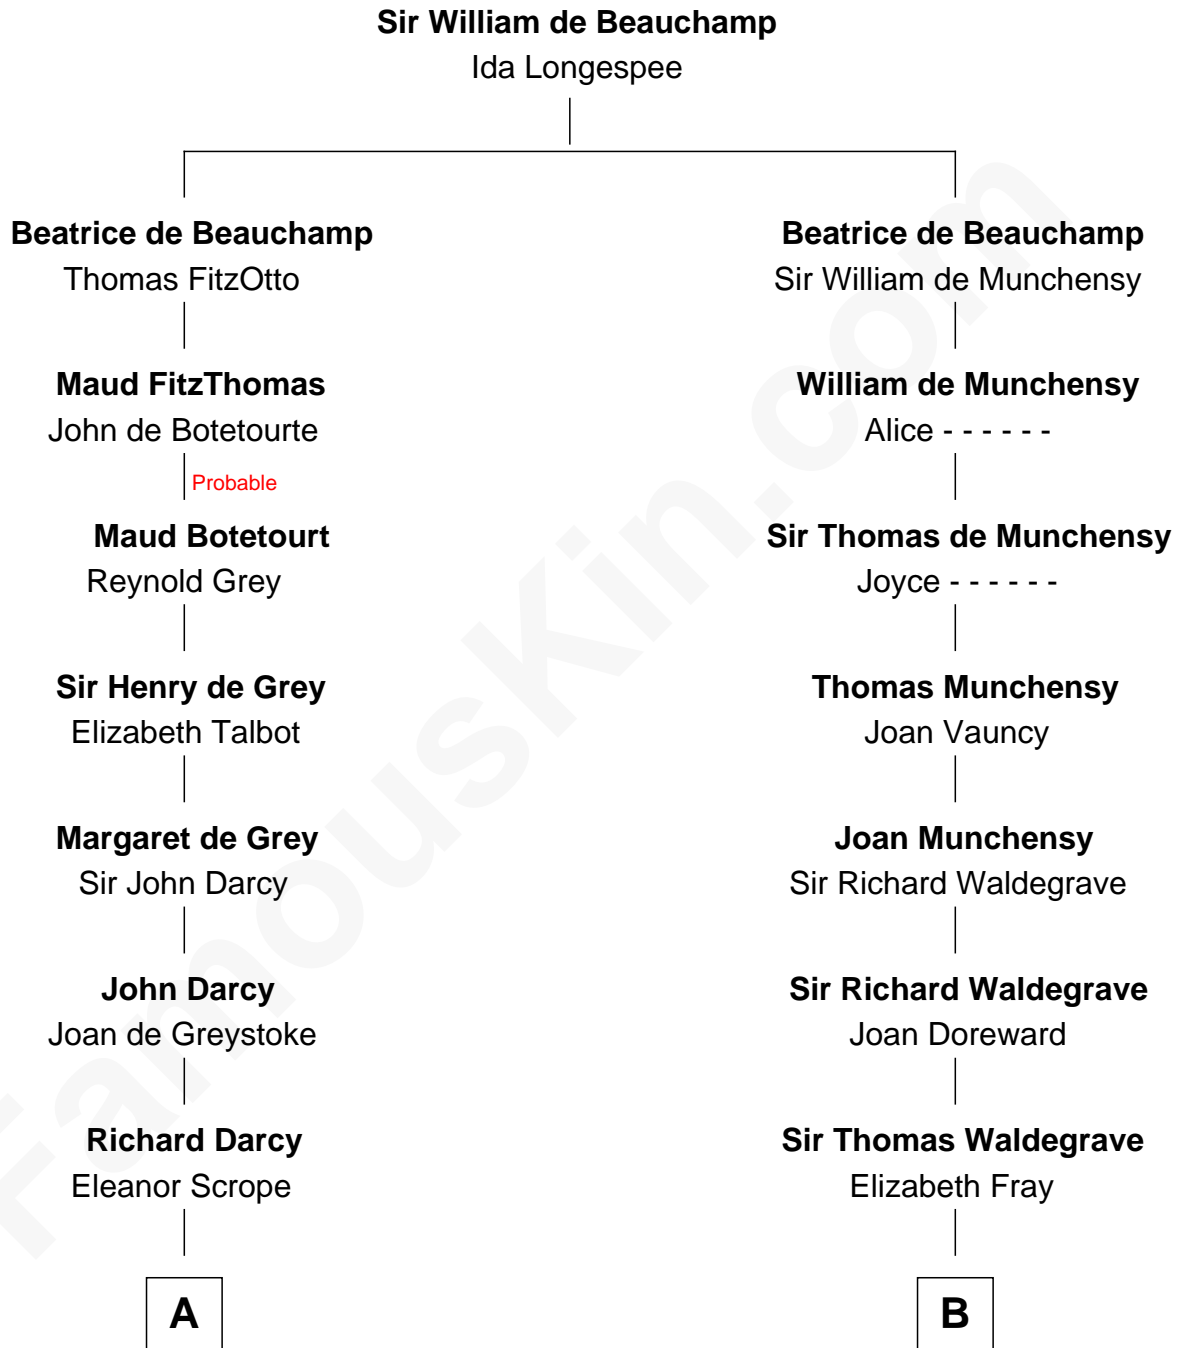 Sir William de Beauchamp
Ida Longespee
Beatrice de Beauchamp
Thomas FitzOtto
Beatrice de Beauchamp
Sir William de Munchensy
Maud FitzThomas
John de Botetourte
William de Munchensy
Alice - - - - - -
Probable
Maud Botetourt
Reynold Grey
Sir Thomas de Munchensy
Joyce - - - - - -
Sir Henry de Grey
Elizabeth Talbot
Thomas Munchensy
Joan Vauncy
Margaret de Grey
Sir John Darcy
Joan Munchensy
Sir Richard Waldegrave
John Darcy
Joan de Greystoke
Sir Richard Waldegrave
Joan Doreward
Richard Darcy
Eleanor Scrope
Sir Thomas Waldegrave
Elizabeth Fray
A
B
FamousKin.com